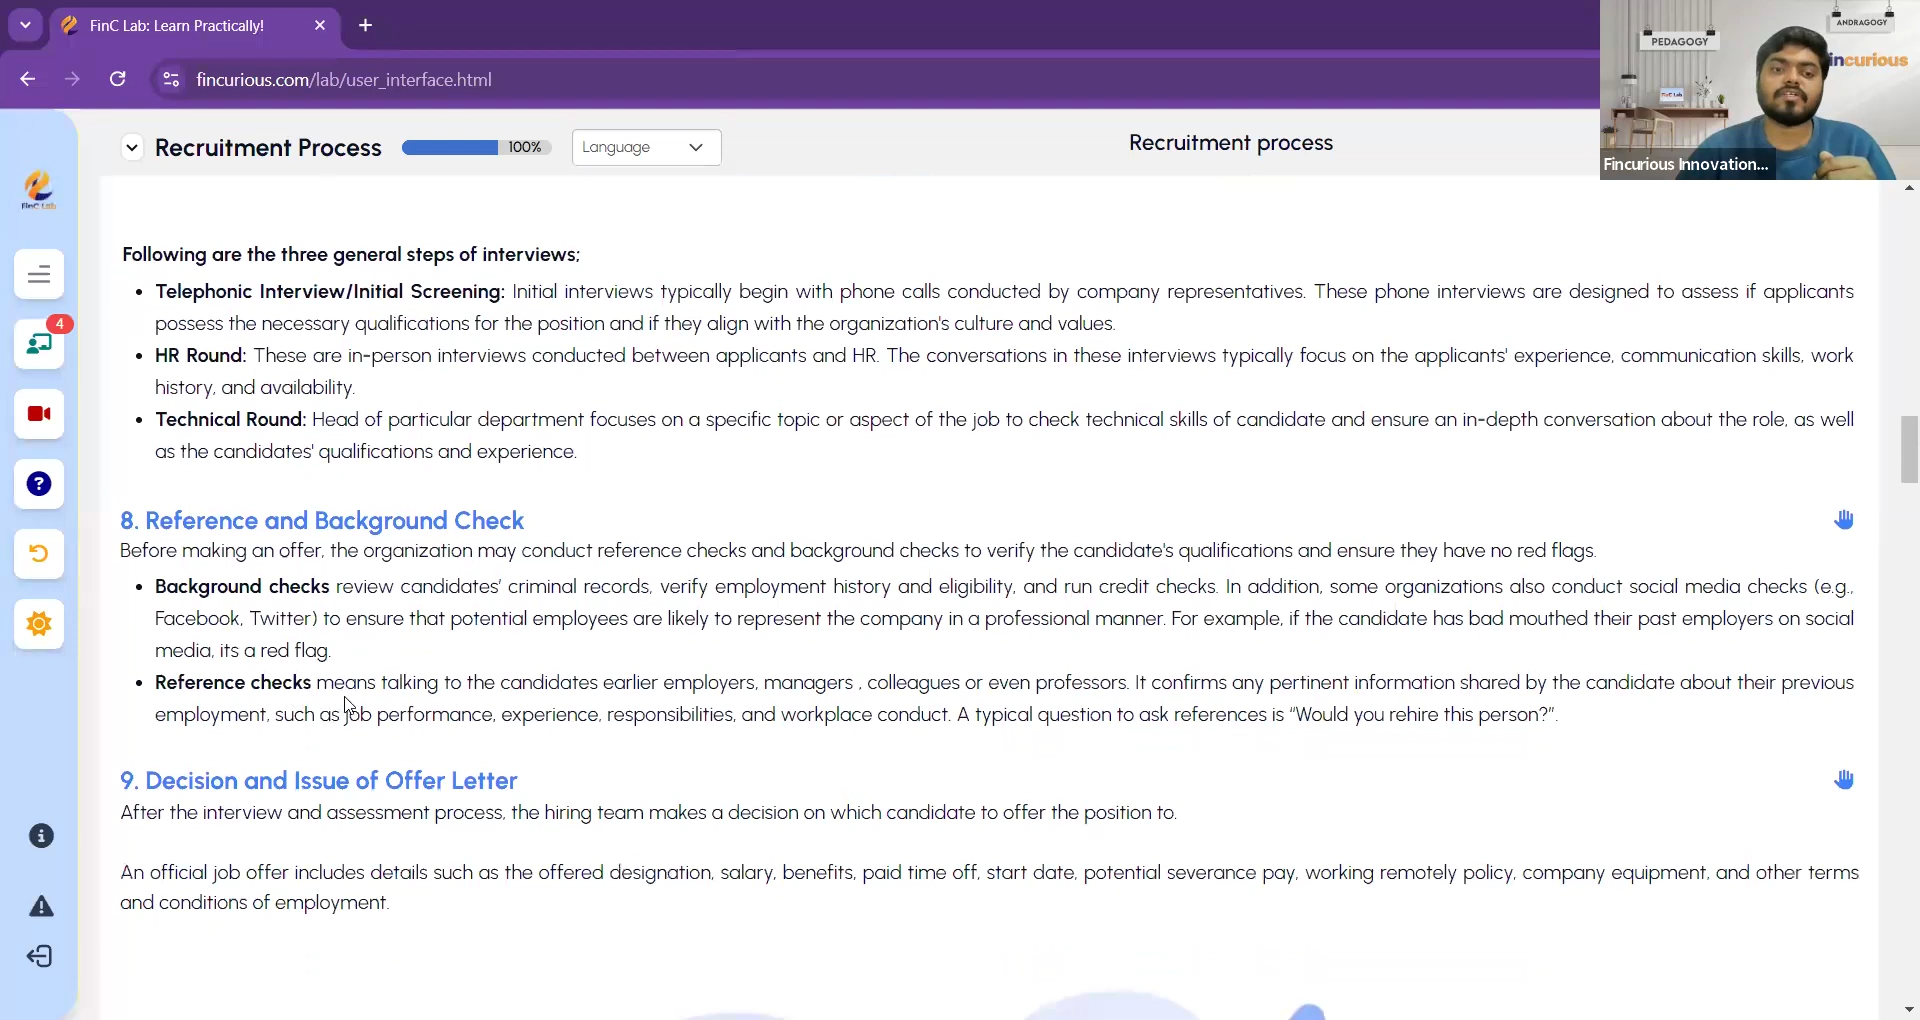 FinC Lab: Learn Practically!
fincurious.com/lab/user_interface.html
PEDAGOGY
ANDRAGOGY
incurious
FinC Lab
Fincurious Innovation...
Recruitment Process
100%
Language
Recruitment process
FinC Lab
4
Following are the three general steps of interviews;
• Telephonic Interview/Initial Screening: Initial interviews typically begin with phone calls conducted by company representatives. These phone interviews are designed to assess if applicants
possess the necessary qualifications for the position and if they align with the organization's culture and values.
• HR Round: These are in-person interviews conducted between applicants and HR. The conversations in these interviews typically focus on the applicants' experience, communication skills, work
history, and availability.
• Technical Round: Head of particular department focuses on a specific topic or aspect of the job to check technical skills of candidate and ensure an in-depth conversation about the role, as well
as the candidates' qualifications and experience.
8. Reference and Background Check
Before making an offer, the organization may conduct reference checks and background checks to verify the candidate's qualifications and ensure they have no red flags.
• Background checks review candidates’ criminal records, verify employment history and eligibility, and run credit checks. In addition, some organizations also conduct social media checks (e.g.,
Facebook, Twitter) to ensure that potential employees are likely to represent the company in a professional manner. For example, if the candidate has bad mouthed their past employers on social
media, its a red flag.
• Reference checks means talking to the candidates earlier employers, managers , colleagues or even professors. It confirms any pertinent information shared by the candidate about their previous
employment, such as job performance, experience, responsibilities, and workplace conduct. A typical question to ask references is “Would you rehire this person?”.
9. Decision and Issue of Offer Letter
After the interview and assessment process, the hiring team makes a decision on which candidate to offer the position to.
An official job offer includes details such as the offered designation, salary, benefits, paid time off, start date, potential severance pay, working remotely policy, company equipment, and other terms
and conditions of employment.